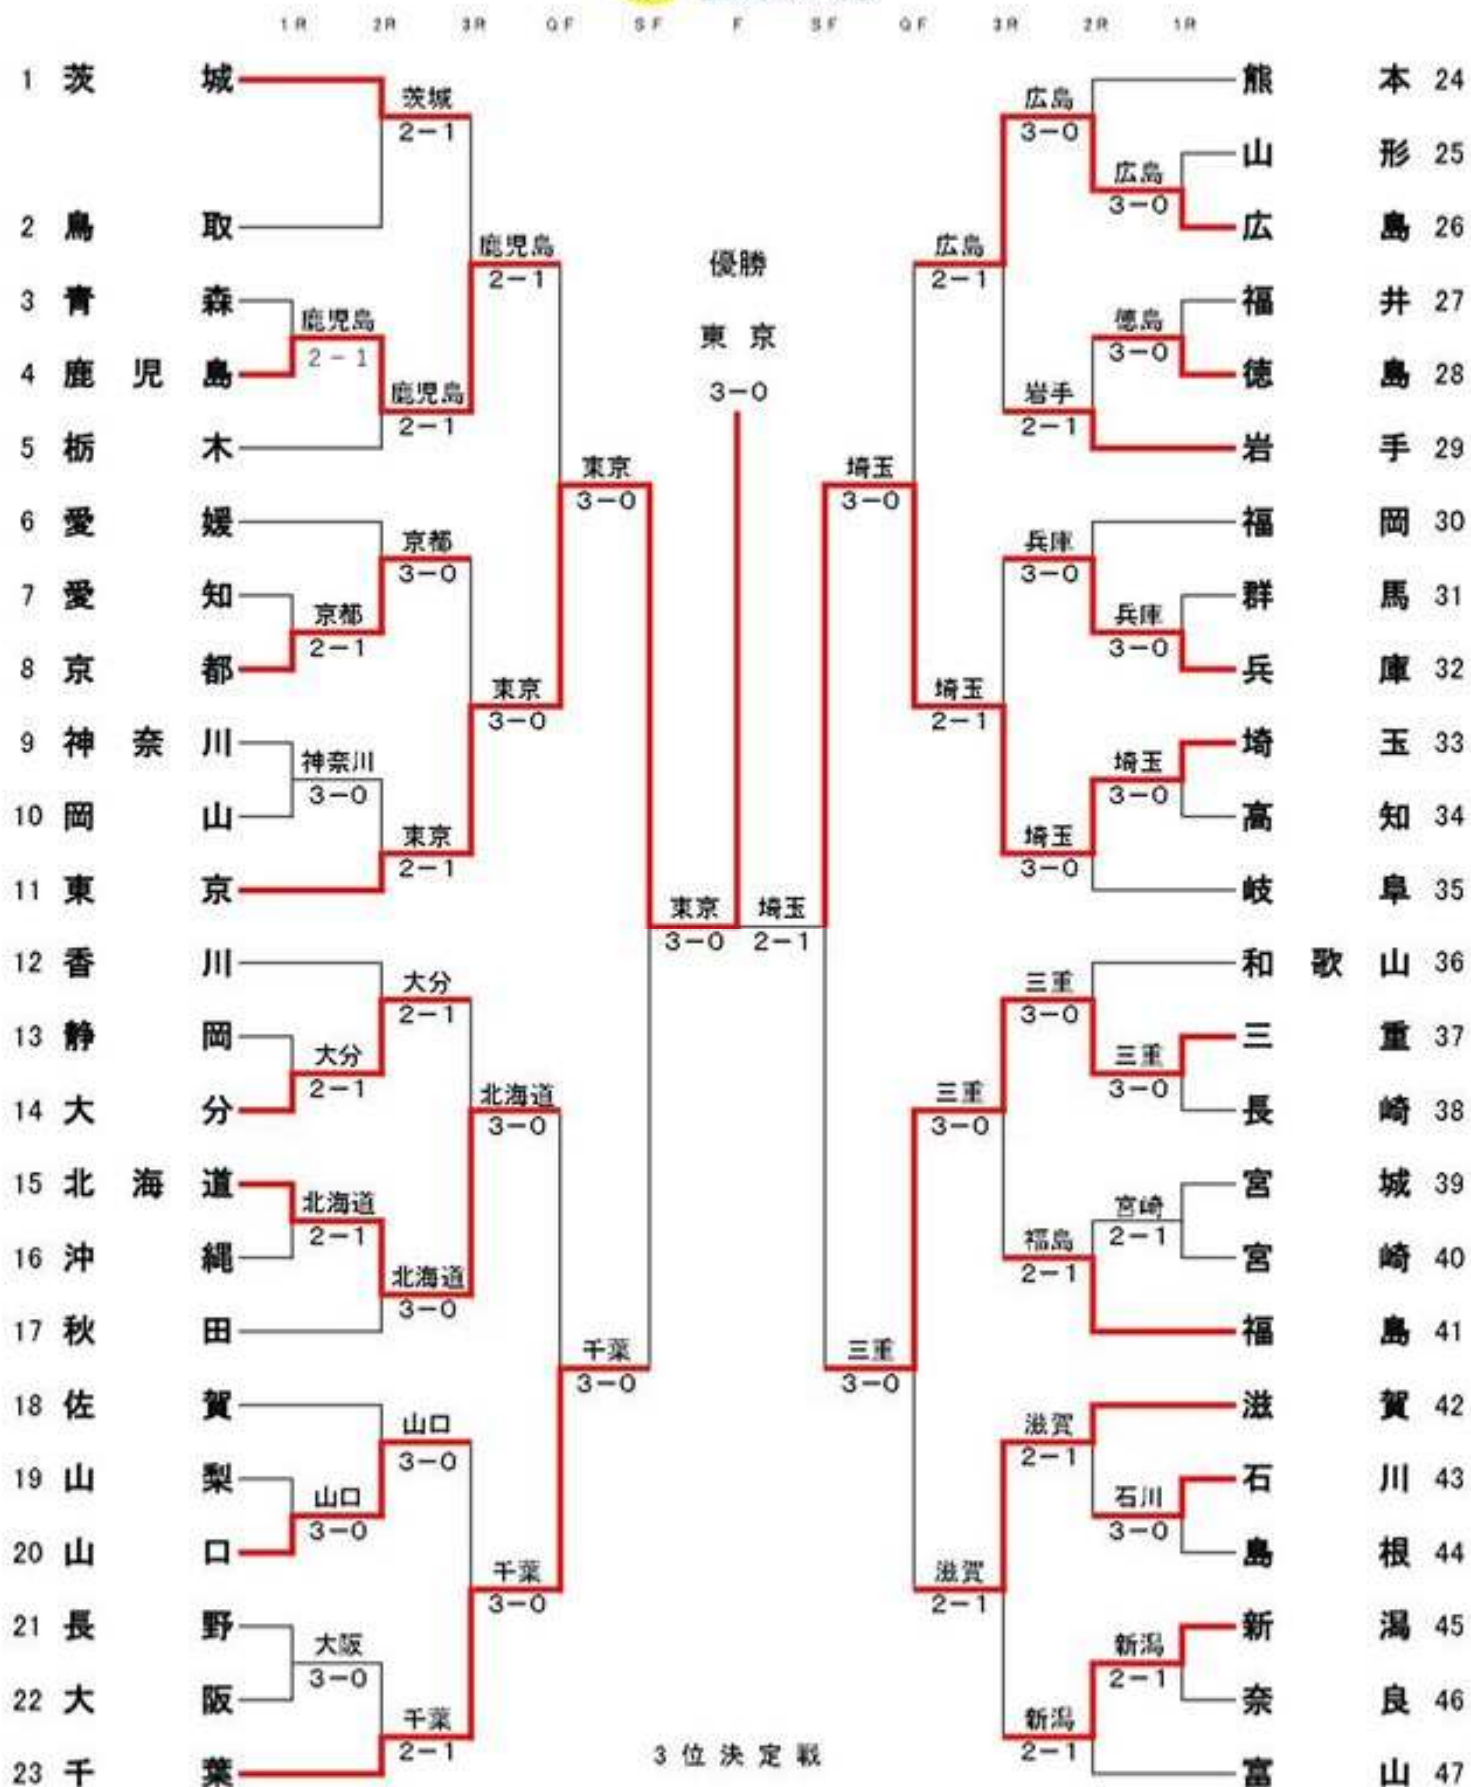 1R 2R 3R QF SF F SF QF 3R 2R 1R
1 茨城
2 鳥取
3 青森
4 鹿児島
5 栃木
6 愛媛
7 愛知
8 京都
9 神奈川
10 岡山
11 東京
12 香川
13 静岡
14 大分
15 北海道
16 沖縄
17 秋田
18 佐賀
19 山梨
20 山口
21 長野
22 大阪
23 千葉
鹿児島
2-1
京都
2-1
神奈川
3-0
大分
2-1
北海道
2-1
山口
3-0
大阪
3-0
茨城
2-1
鹿児島
2-1
京都
3-0
東京
2-1
大分
2-1
北海道
3-0
山口
3-0
千葉
2-1
鹿児島
2-1
東京
3-0
北海道
3-0
千葉
3-0
東京
3-0
千葉
3-0
東京
3-0
優勝
東京
3-0
埼玉
2-1
3位決定戦
埼玉
3-0
三重
3-0
広島
2-1
埼玉
2-1
三重
3-0
滋賀
2-1
広島
3-0
岩手
2-1
兵庫
3-0
埼玉
3-0
三重
3-0
福島
2-1
滋賀
2-1
新潟
2-1
広島
3-0
徳島
3-0
兵庫
3-0
埼玉
3-0
三重
3-0
宮崎
2-1
石川
3-0
新潟
2-1
熊本 24
山形 25
広島 26
福井 27
徳島 28
岩手 29
福岡 30
群馬 31
兵庫 32
埼玉 33
高知 34
岐阜 35
和歌山 36
三重 37
長崎 38
宮城 39
宮崎 40
福島 41
滋賀 42
石川 43
島根 44
新潟 45
奈良 46
富山 47